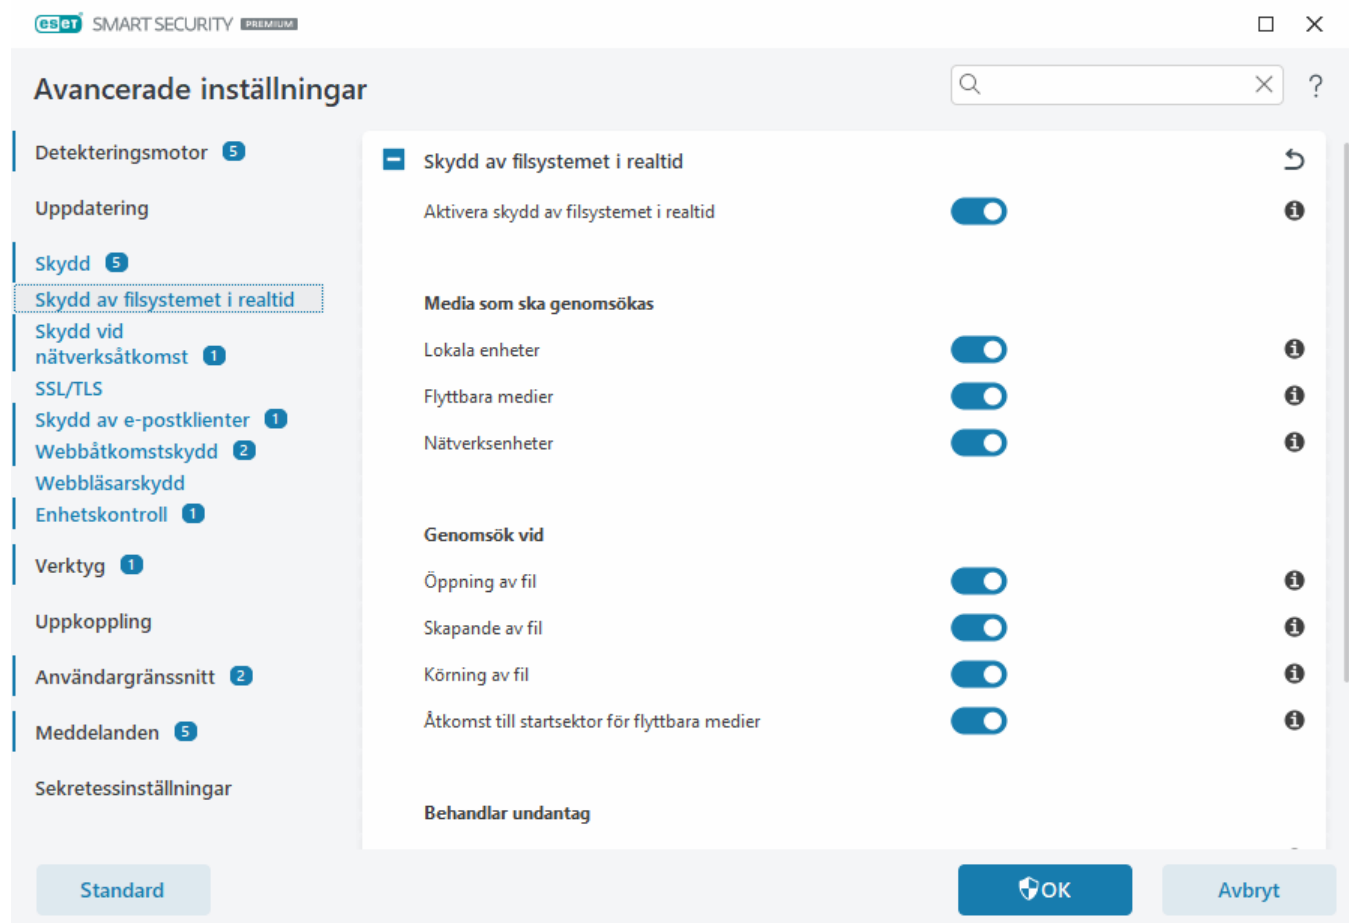 eset SMART SECURITY PREMIUM
Avancerade inställningar
?
Detekteringsmotor 5
Uppdatering
Skydd 5
Skydd av filsystemet i realtid
Skydd vid
nätverksåtkomst 1
SSL/TLS
Skydd av e-postklienter 1
Webbåtkomstskydd 2
Webbläsarskydd
Enhetskontroll 1
Verktyg 1
Uppkoppling
Användargränssnitt 2
Meddelanden 5
Sekretessinställningar
Skydd av filsystemet i realtid
Aktivera skydd av filsystemet i realtid
Media som ska genomsökas
Lokala enheter
Flyttbara medier
Nätverksenheter
Genomsök vid
Öppning av fil
Skapande av fil
Körning av fil
Åtkomst till startsektor för flyttbara medier
Behandlar undantag
Standard
OK
Avbryt